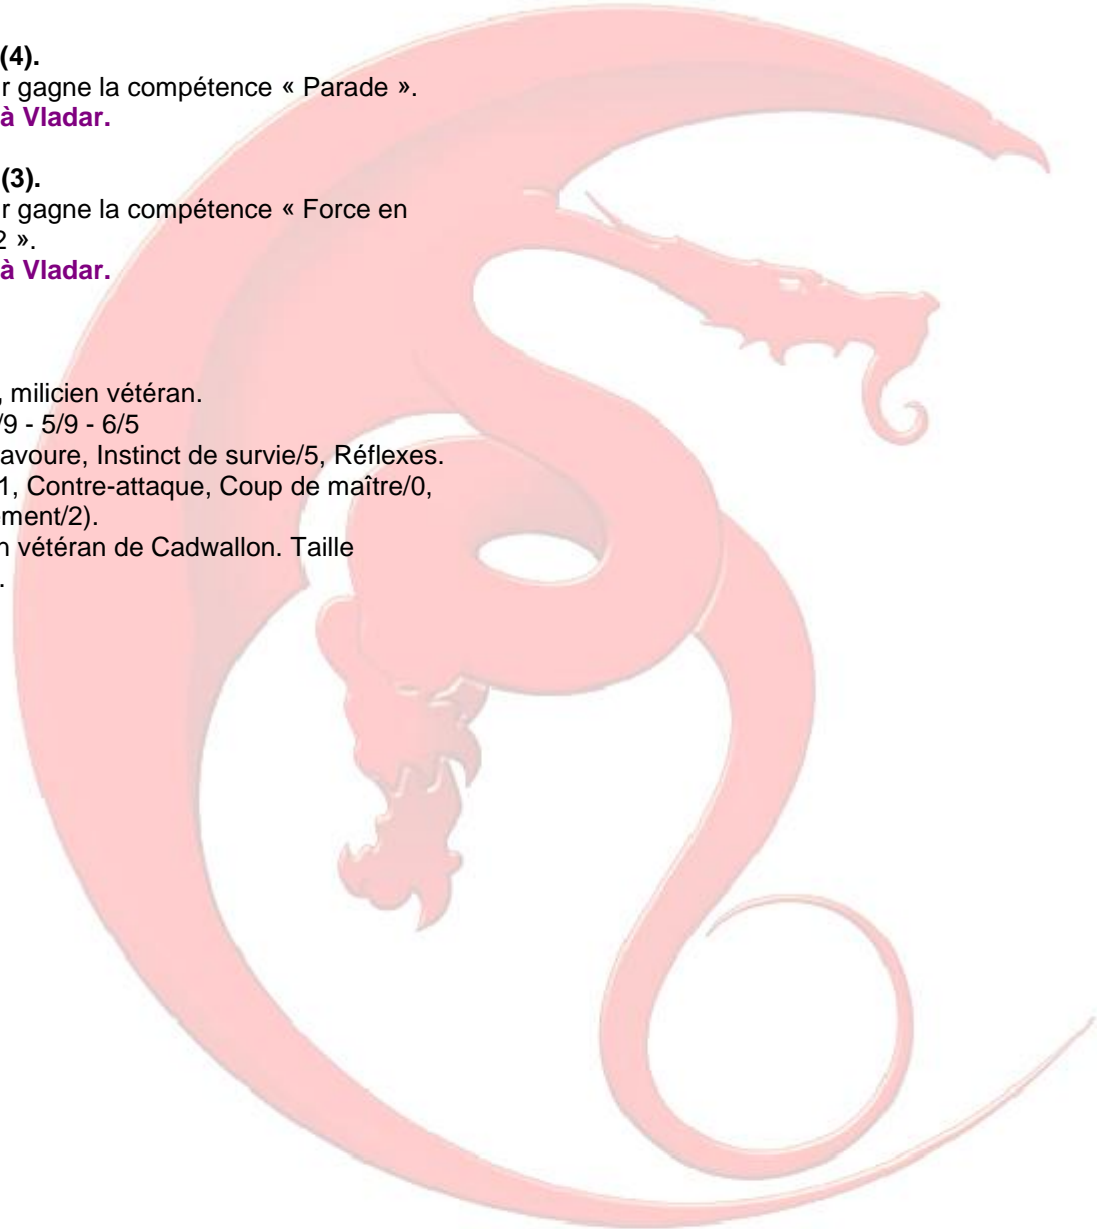 (4).
r gagne la compétence « Parade ».
à Vladar.
(3).
r gagne la compétence « Force en
2 ».
à Vladar.
, milicien vétéran.
/9 - 5/9 - 6/5
avoure, Instinct de survie/5, Réflexes.
1, Contre-attaque, Coup de maître/0,
ement/2).
n vétéran de Cadwallon. Taille
.